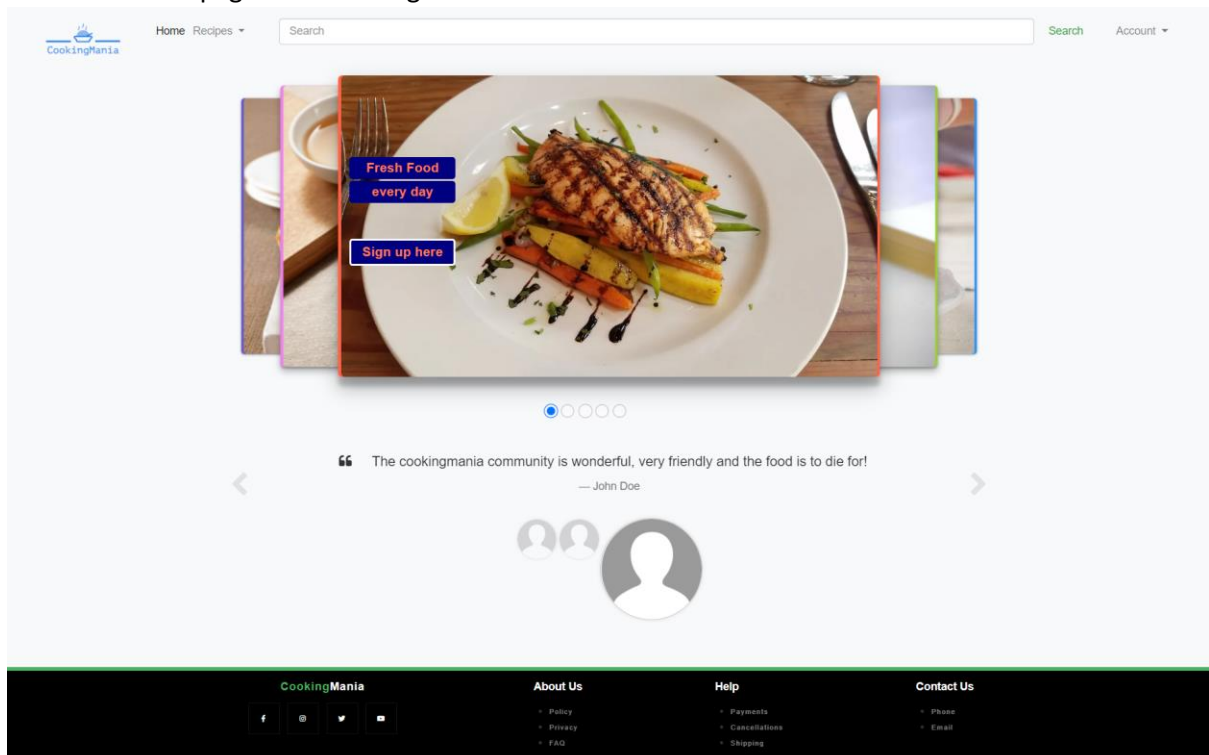 CookingMania
Home Recipes
Search
Search
Account
Fresh Food
every day
Sign up here
The cookingmania community is wonderful, very friendly and the food is to die for!
— John Doe
CookingMania
About Us
Policy
Privacy
FAQ
Help
Payments
Cancellations
Shipping
Contact Us
Phone
Email